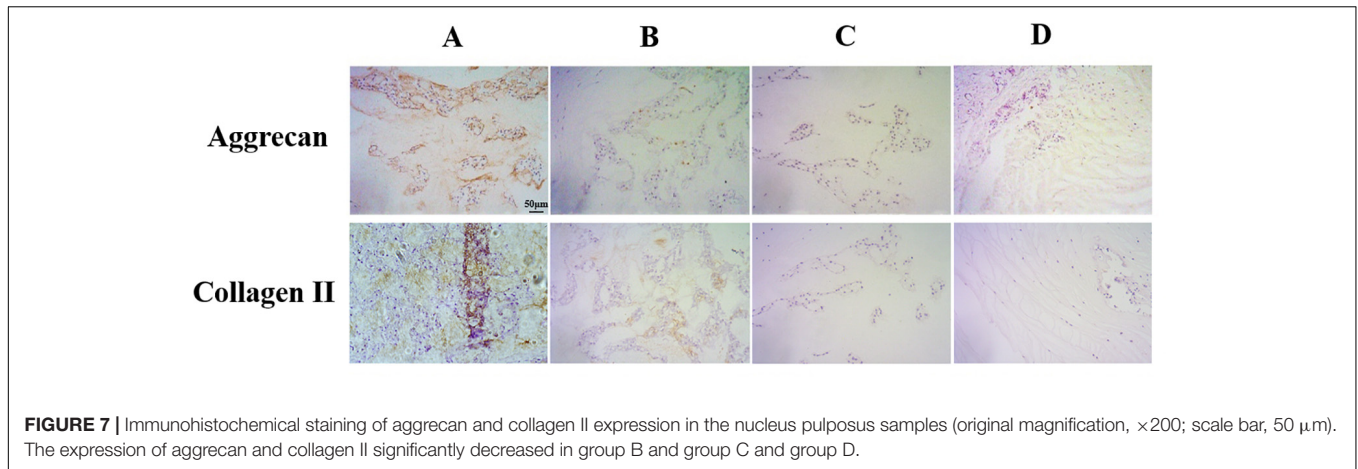 A B C D
Aggrecan
50μm
Collagen II
FIGURE 7 | Immunohistochemical staining of aggrecan and collagen II expression in the nucleus pulposus samples (original magnification, ×200; scale bar, 50 μm).
The expression of aggrecan and collagen II significantly decreased in group B and group C and group D.